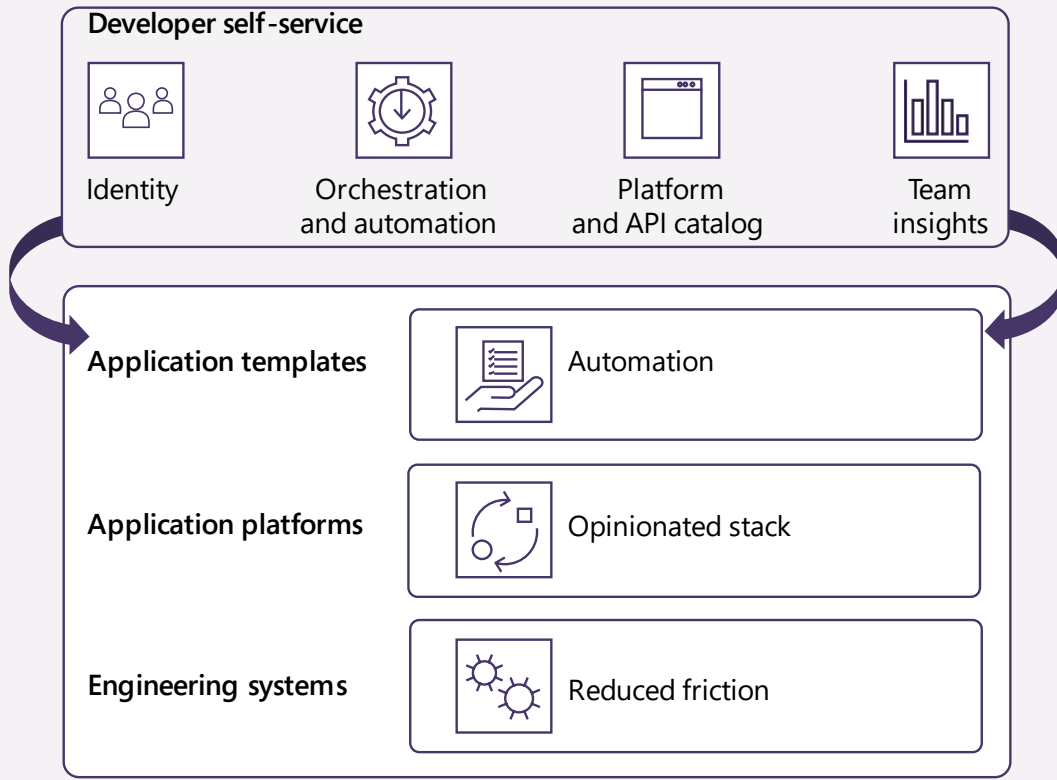 Developer self-service
Identity
Orchestration
and automation
Platform
and API catalog
Team
insights
Application templates
Automation
Application platforms
Opinionated stack
Engineering systems
Reduced friction